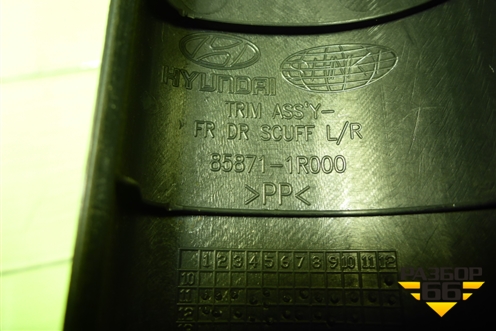 HYUNDAI
TRIM ASS'Y-
FR DR SCUFF L/R
85871-1R000
>PP<
1 2 3 4 5 6 7 8 9 10 11 12
10
11
РАЗБОР
66